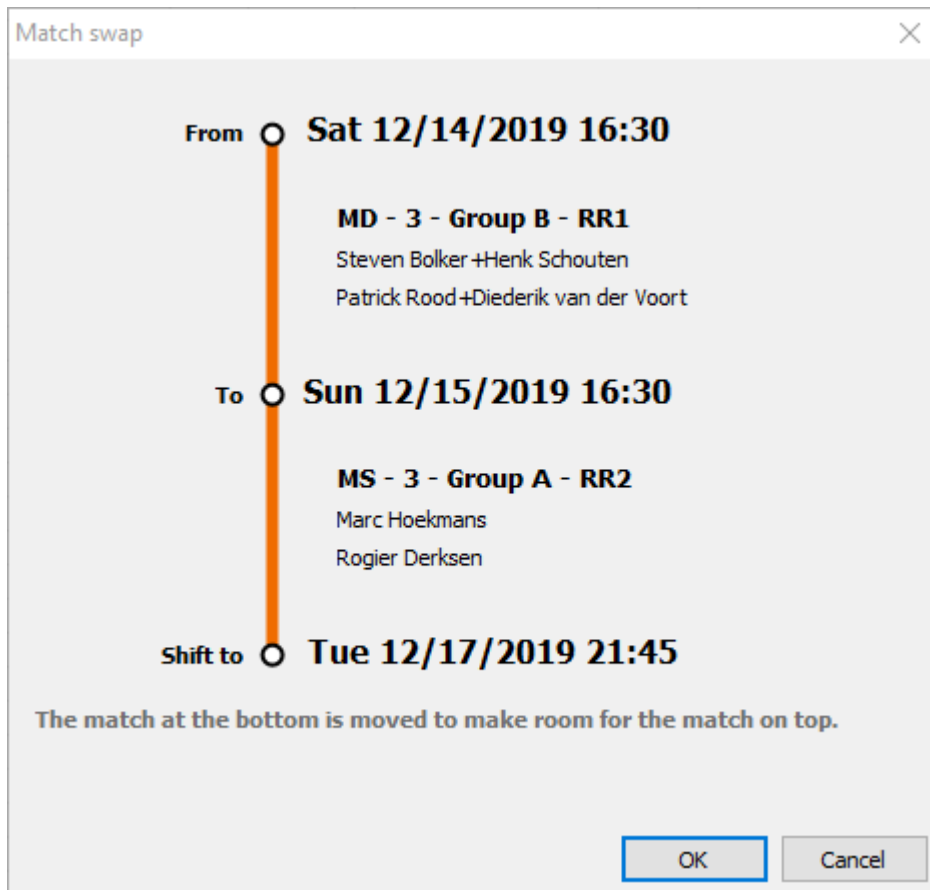 Match swap
From Sat 12/14/2019 16:30
MD - 3 - Group B - RR1
Steven Bolker+Henk Schouten
Patrick Rood+Diederik van der Voort
To Sun 12/15/2019 16:30
MS - 3 - Group A - RR2
Marc Hoekmans
Rogier Derksen
Shift to Tue 12/17/2019 21:45
The match at the bottom is moved to make room for the match on top.
OK Cancel